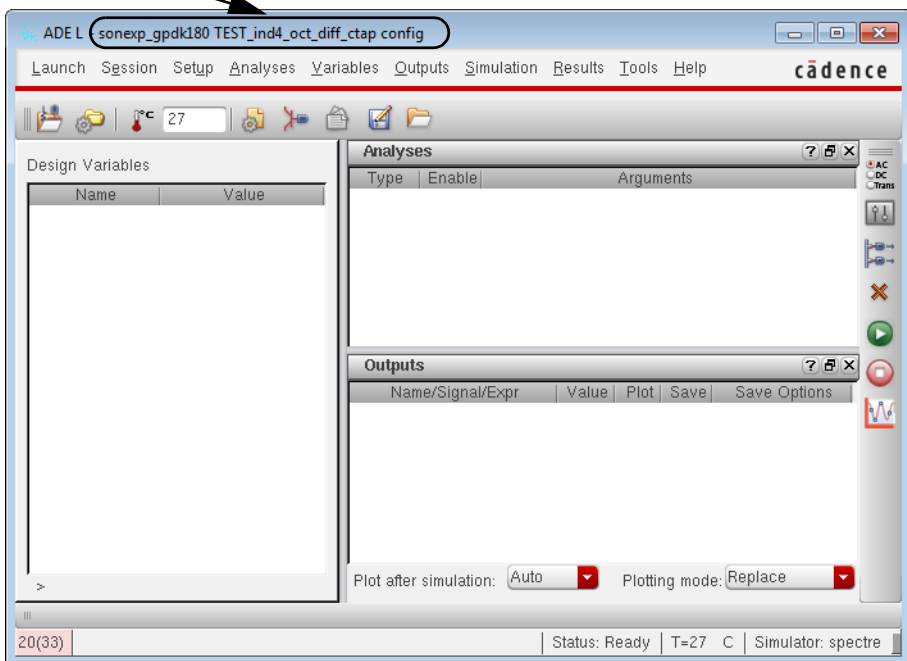 ADE L - sonexp_gpdk180 TEST_ind4_oct_diff_ctap config
Launch Session Setup Analyses Variables Outputs Simulation Results Tools Help cādence
°C 27
Design Variables
Name Value
Analyses
Type Enable Arguments
AC
DC
Trans
Outputs
Name/Signal/Expr Value Plot Save Save Options
>
Plot after simulation: Auto Plotting mode: Replace
20(33) Status: Ready T=27 C Simulator: spectre